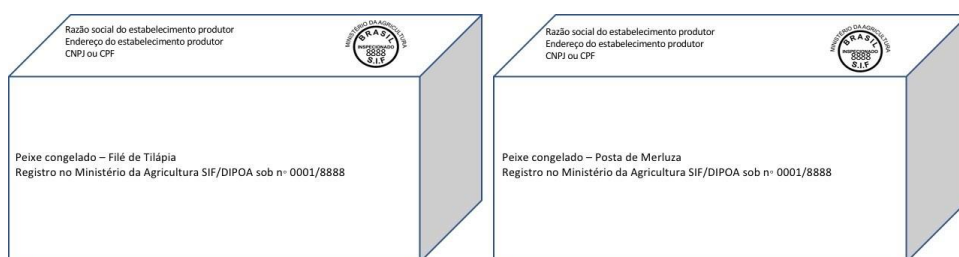 Razão social do estabelecimento produtor
Endereço do estabelecimento produtor
CNPJ ou CPF
MINISTÉRIO DA AGRICULTURA
BRASIL
INSPECIONADO
8888
S.I.F
Peixe congelado – Filé de Tilápia
Registro no Ministério da Agricultura SIF/DIPOA sob nº 0001/8888
Razão social do estabelecimento produtor
Endereço do estabelecimento produtor
CNPJ ou CPF
MINISTÉRIO DA AGRICULTURA
BRASIL
INSPECIONADO
8888
S.I.F
Peixe congelado – Posta de Merluza
Registro no Ministério da Agricultura SIF/DIPOA sob nº 0001/8888